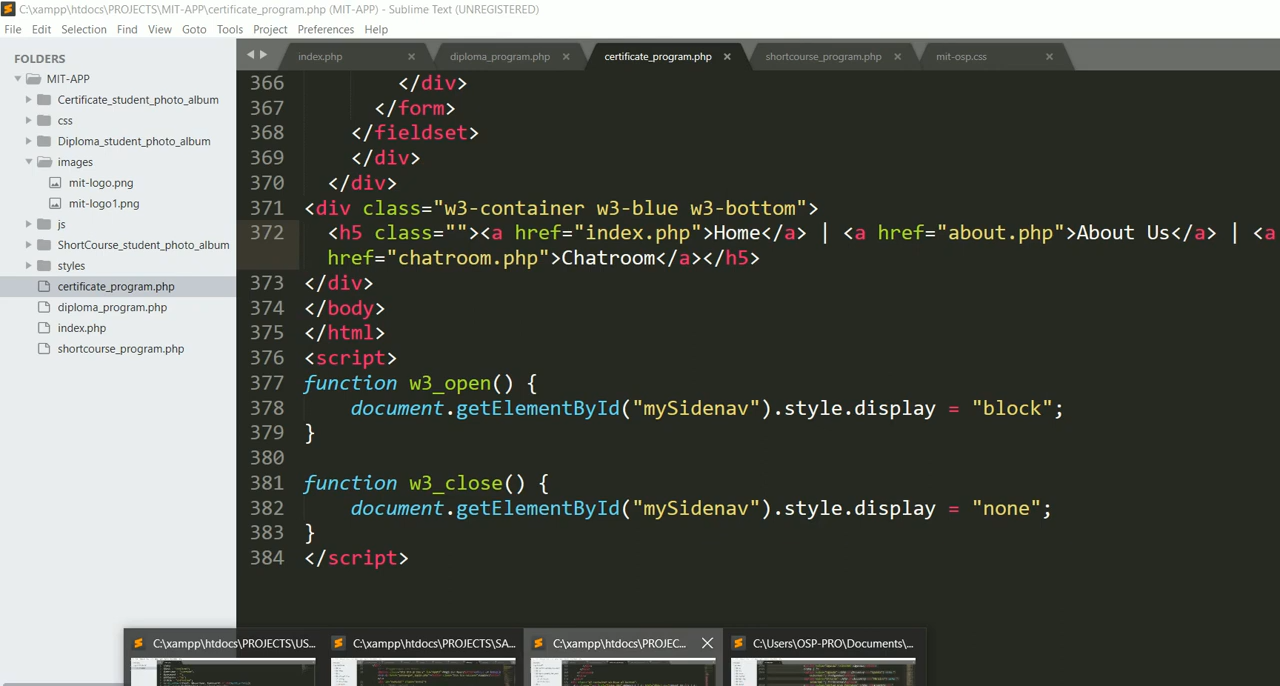 C:\xampp\htdocs\PROJECTS\MIT-APP\certificate_program.php (MIT-APP) - Sublime Text (UNREGISTERED)
File Edit Selection Find View Goto Tools Project Preferences Help
FOLDERS
MIT-APP
Certificate_student_photo_album
css
Diploma_student_photo_album
images
mit-logo.png
mit-logo1.png
js
ShortCourse_student_photo_album
styles
certificate_program.php
diploma_program.php
index.php
shortcourse_program.php
index.php diploma_program.php certificate_program.php shortcourse_program.php mit-osp.css
366 </div>
367 </form>
368 </fieldset>
369 </div>
370 </div>
371 <div class="w3-container w3-blue w3-bottom">
372 <h5 class=""><a href="index.php">Home</a> | <a href="about.php">About Us</a> | <a
href="chatroom.php">Chatroom</a></h5>
373 </div>
374 </body>
375 </html>
376 <script>
377 function w3_open() {
378 document.getElementById("mySidenav").style.display = "block";
379 }
380
381 function w3_close() {
382 document.getElementById("mySidenav").style.display = "none";
383 }
384 </script>
C:\xampp\htdocs\PROJECTS\US... C:\xampp\htdocs\PROJECTS\SA... C:\xampp\htdocs\PROJEC... C:\Users\OSP-PRO\Documents\...